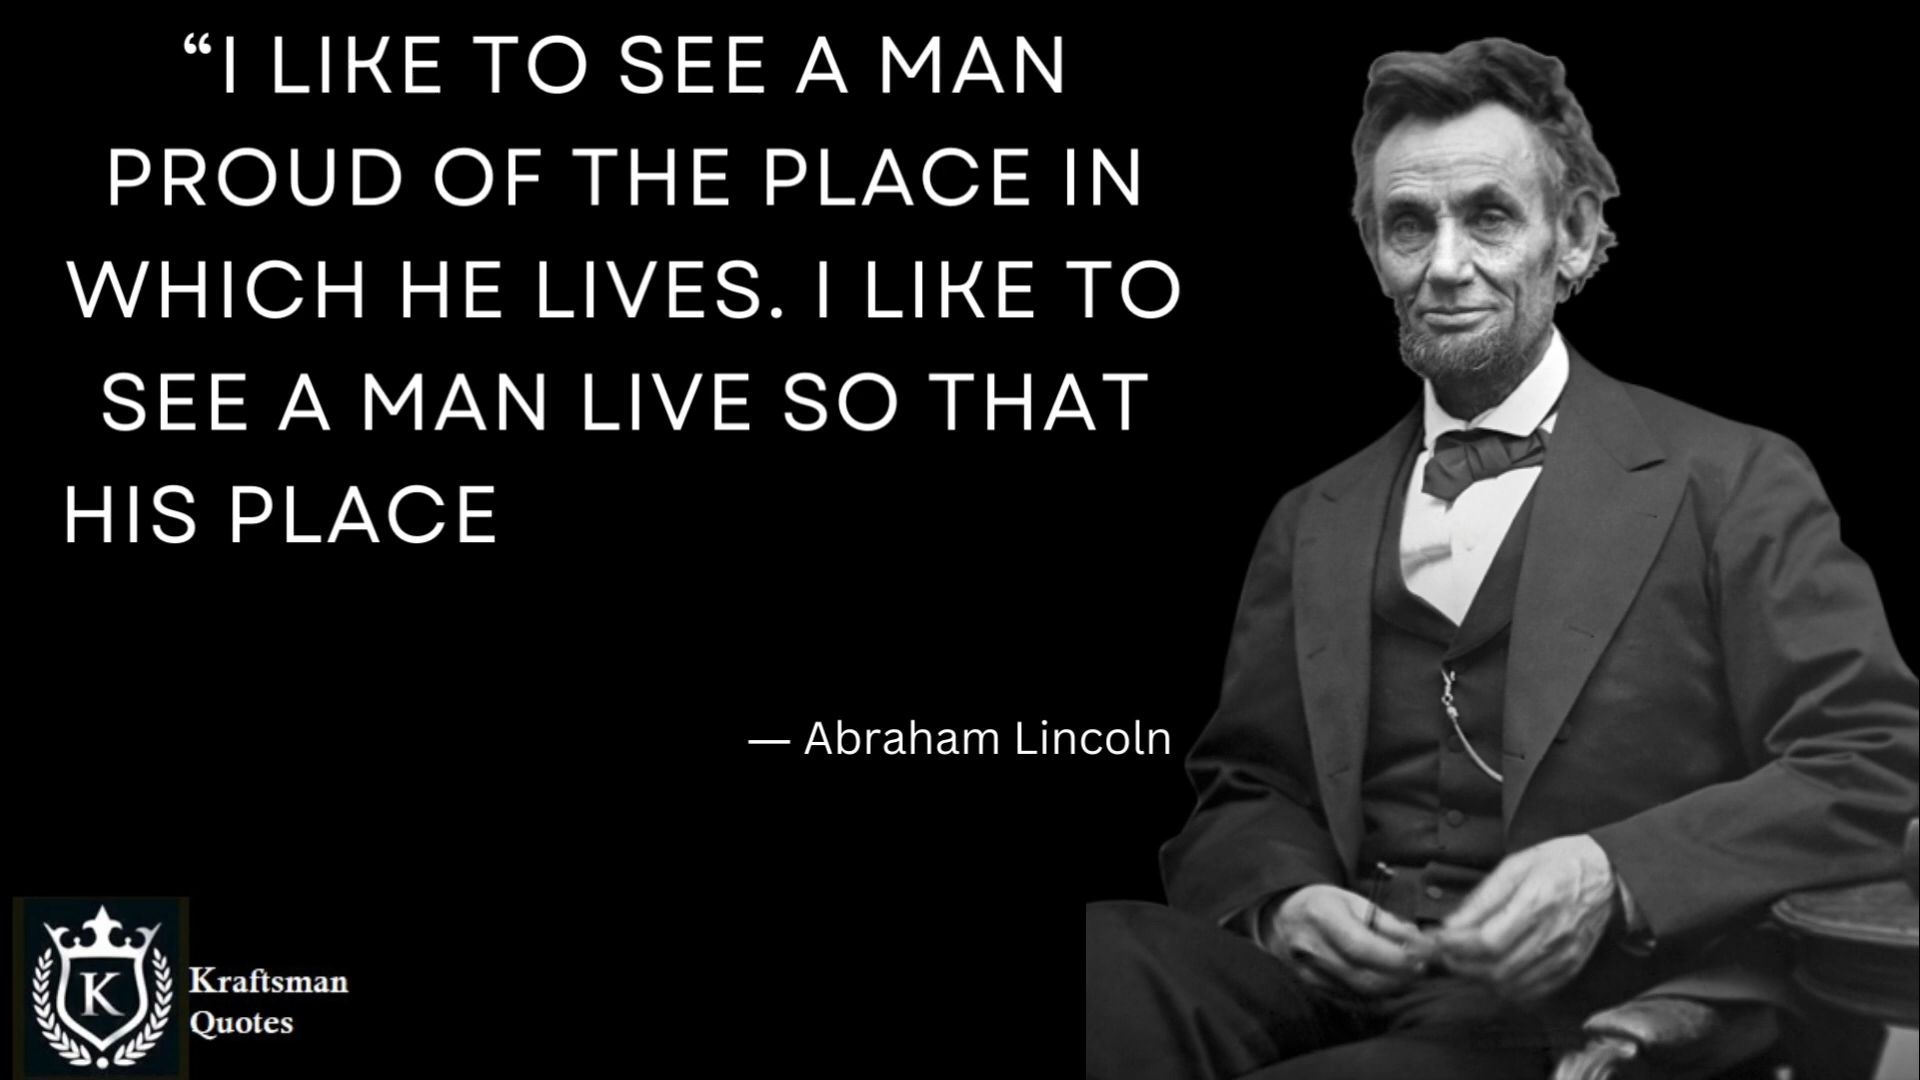 “I LIKE TO SEE A MAN
PROUD OF THE PLACE IN
WHICH HE LIVES. I LIKE TO
SEE A MAN LIVE SO THAT
HIS PLACE
— Abraham Lincoln
K
Kraftsman
Quotes